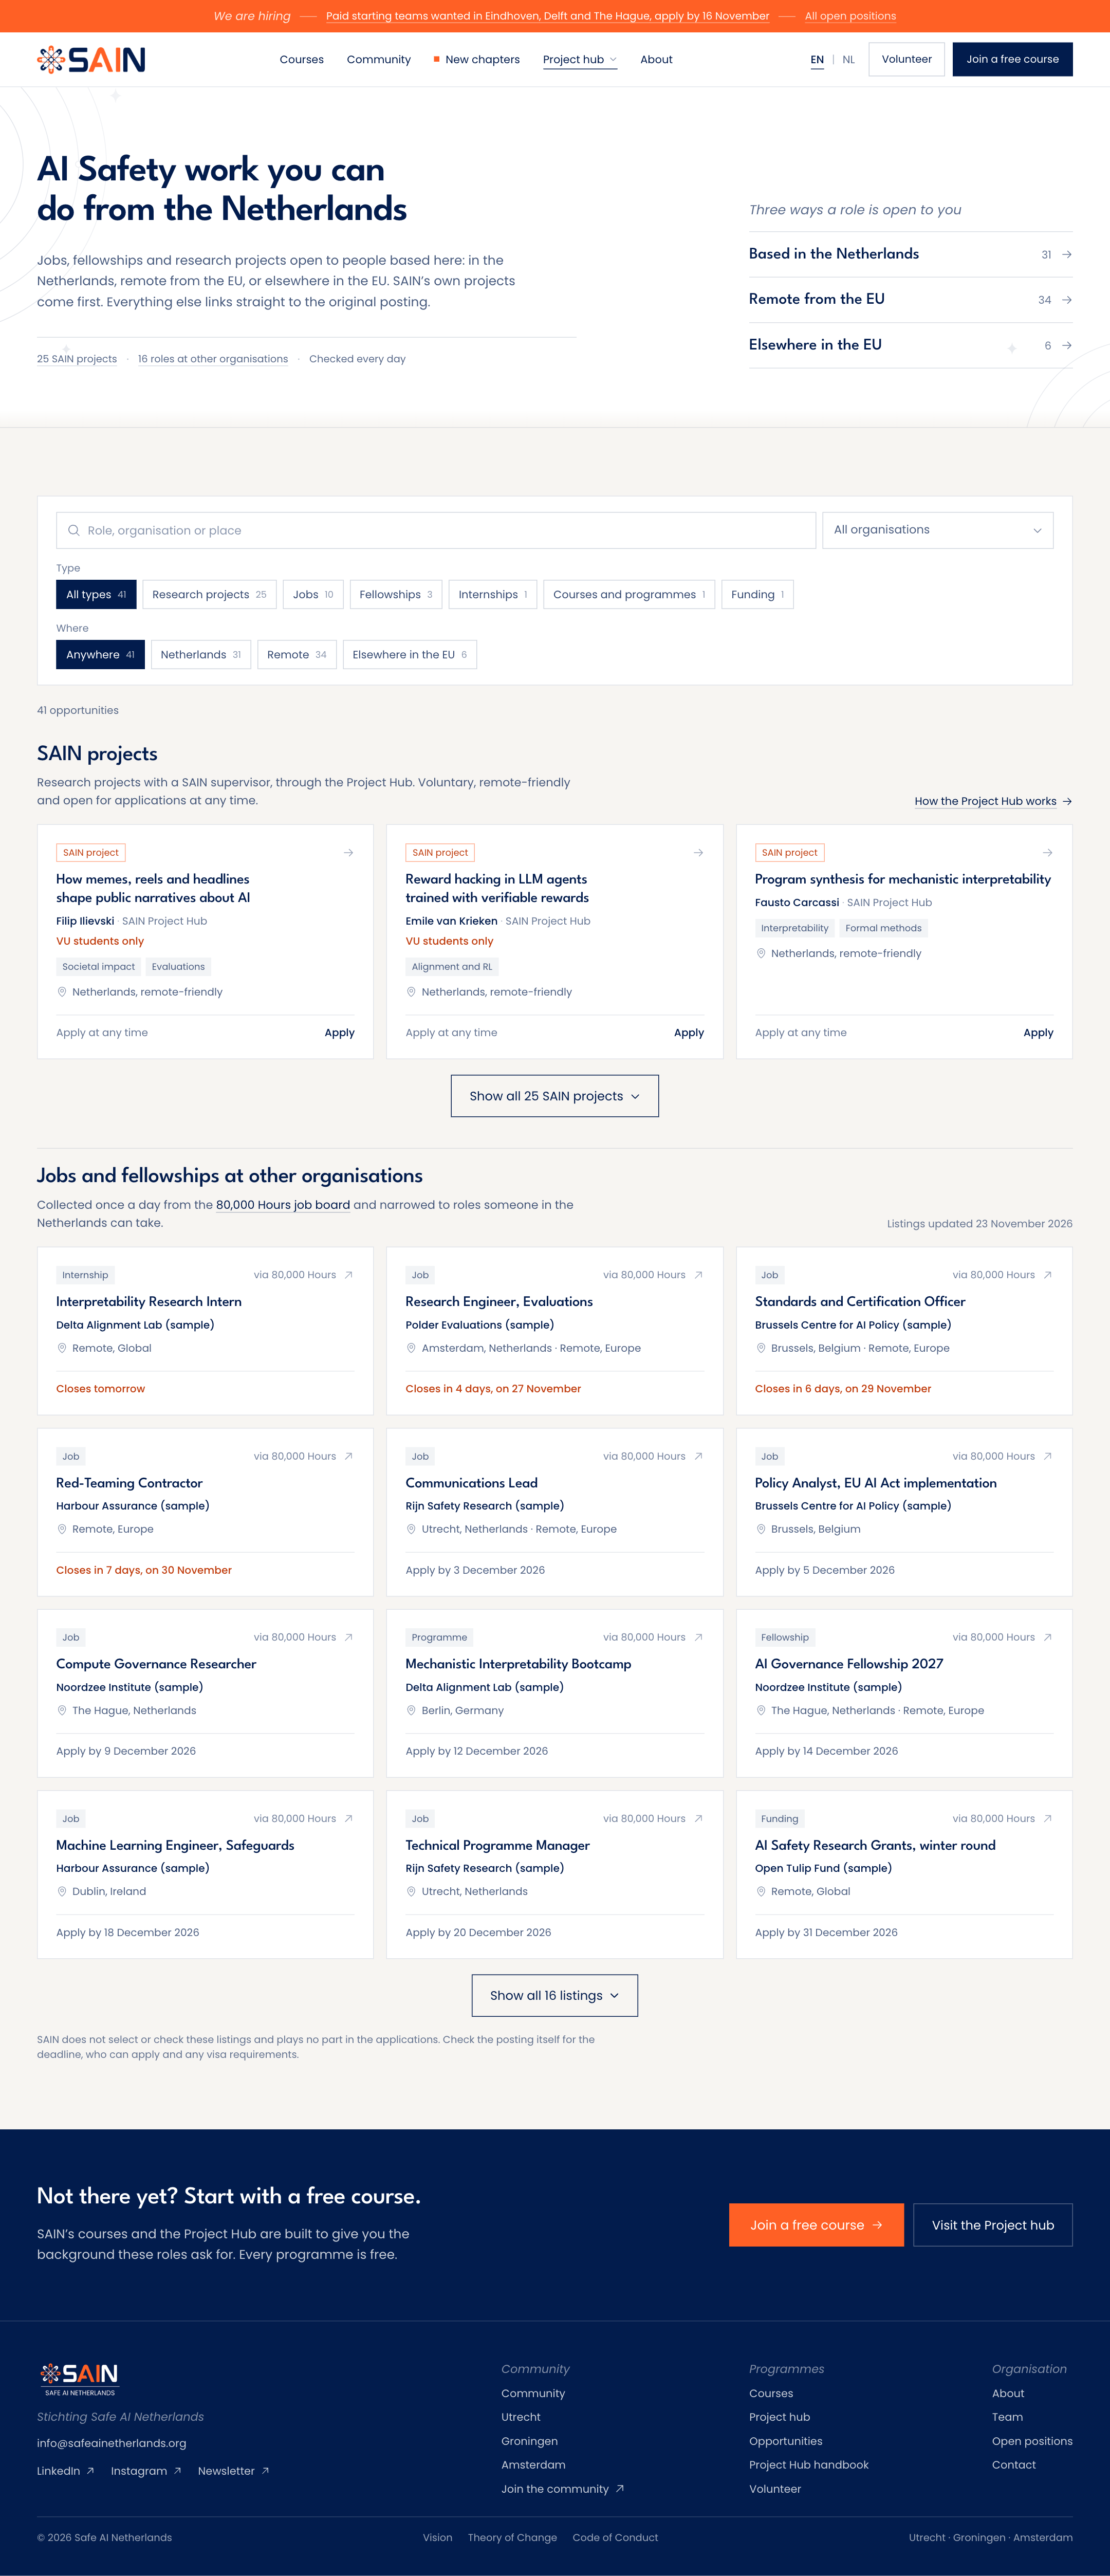 We are hiring
Paid starting teams wanted in Eindhoven, Delft and The Hague, apply by 16 November
All open positions
SAIN
Courses
Community
New chapters
Project hub
About
EN | NL
Volunteer
Join a free course
AI Safety work you can
do from the Netherlands
Jobs, fellowships and research projects open to people based here: in the
Netherlands, remote from the EU, or elsewhere in the EU. SAIN’s own projects
come first. Everything else links straight to the original posting.
25 SAIN projects · 16 roles at other organisations · Checked every day
Three ways a role is open to you
Based in the Netherlands 31 →
Remote from the EU 34 →
Elsewhere in the EU 6 →
Role, organisation or place
All organisations
Type
All types 41
Research projects 25
Jobs 10
Fellowships 3
Internships 1
Courses and programmes 1
Funding 1
Where
Anywhere 41
Netherlands 31
Remote 34
Elsewhere in the EU 6
41 opportunities
SAIN projects
Research projects with a SAIN supervisor, through the Project Hub. Voluntary, remote-friendly
and open for applications at any time.
How the Project Hub works →
SAIN project →
How memes, reels and headlines
shape public narratives about AI
Filip Ilievski · SAIN Project Hub
VU students only
Societal impact
Evaluations
Netherlands, remote-friendly
Apply at any time
Apply
SAIN project →
Reward hacking in LLM agents
trained with verifiable rewards
Emile van Krieken · SAIN Project Hub
VU students only
Alignment and RL
Netherlands, remote-friendly
Apply at any time
Apply
SAIN project →
Program synthesis for mechanistic interpretability
Fausto Carcassi · SAIN Project Hub
Interpretability
Formal methods
Netherlands, remote-friendly
Apply at any time
Apply
Show all 25 SAIN projects
Jobs and fellowships at other organisations
Collected once a day from the 80,000 Hours job board and narrowed to roles someone in the
Netherlands can take.
Listings updated 23 November 2026
Internship
via 80,000 Hours ↗
Interpretability Research Intern
Delta Alignment Lab (sample)
Remote, Global
Closes tomorrow
Job
via 80,000 Hours ↗
Research Engineer, Evaluations
Polder Evaluations (sample)
Amsterdam, Netherlands · Remote, Europe
Closes in 4 days, on 27 November
Job
via 80,000 Hours ↗
Standards and Certification Officer
Brussels Centre for AI Policy (sample)
Brussels, Belgium · Remote, Europe
Closes in 6 days, on 29 November
Job
via 80,000 Hours ↗
Red-Teaming Contractor
Harbour Assurance (sample)
Remote, Europe
Closes in 7 days, on 30 November
Job
via 80,000 Hours ↗
Communications Lead
Rijn Safety Research (sample)
Utrecht, Netherlands · Remote, Europe
Apply by 3 December 2026
Job
via 80,000 Hours ↗
Policy Analyst, EU AI Act implementation
Brussels Centre for AI Policy (sample)
Brussels, Belgium
Apply by 5 December 2026
Job
via 80,000 Hours ↗
Compute Governance Researcher
Noordzee Institute (sample)
The Hague, Netherlands
Apply by 9 December 2026
Programme
via 80,000 Hours ↗
Mechanistic Interpretability Bootcamp
Delta Alignment Lab (sample)
Berlin, Germany
Apply by 12 December 2026
Fellowship
via 80,000 Hours ↗
AI Governance Fellowship 2027
Noordzee Institute (sample)
The Hague, Netherlands · Remote, Europe
Apply by 14 December 2026
Job
via 80,000 Hours ↗
Machine Learning Engineer, Safeguards
Harbour Assurance (sample)
Dublin, Ireland
Apply by 18 December 2026
Job
via 80,000 Hours ↗
Technical Programme Manager
Rijn Safety Research (sample)
Utrecht, Netherlands
Apply by 20 December 2026
Funding
via 80,000 Hours ↗
AI Safety Research Grants, winter round
Open Tulip Fund (sample)
Remote, Global
Apply by 31 December 2026
Show all 16 listings
SAIN does not select or check these listings and plays no part in the applications. Check the posting itself for the
deadline, who can apply and any visa requirements.
Not there yet? Start with a free course.
SAIN’s courses and the Project Hub are built to give you the
background these roles ask for. Every programme is free.
Join a free course →
Visit the Project hub
SAIN
SAFE AI NETHERLANDS
Stichting Safe AI Netherlands
info@safeainetherlands.org
LinkedIn ↗ Instagram ↗ Newsletter ↗
Community
Community
Utrecht
Groningen
Amsterdam
Join the community ↗
Programmes
Courses
Project hub
Opportunities
Project Hub handbook
Volunteer
Organisation
About
Team
Open positions
Contact
© 2026 Safe AI Netherlands
Vision
Theory of Change
Code of Conduct
Utrecht · Groningen · Amsterdam